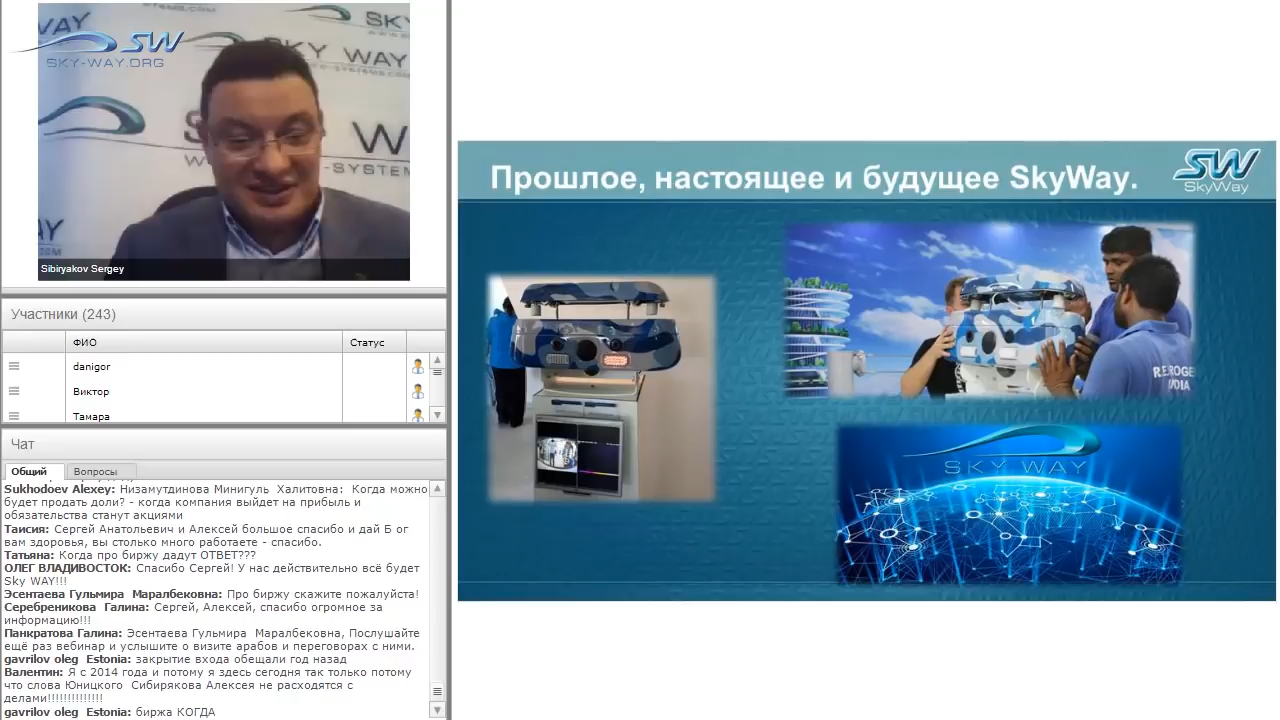 WAY
SKY
SW
SKY-WAY.ORG
KY WAY
S W
-SYSTEM
Sibiryakov Sergey
Участники (243)
ФИО
Статус
danigor
Виктор
Тамара
Чат
Общий
Вопросы
Sukhodoev Alexey: Низамутдинова Минигуль Халитовна: Когда можно
будет продать доли? - когда компания выйдет на прибыль и
обязательства станут акциями
Таисия: Сергей Анатольевич и Алексей большое спасибо и дай Б ог
вам здоровья, вы столько много работаете - спасибо.
Татьяна: Когда про биржу дадут ОТВЕТ???
ОЛЕГ ВЛАДИВОСТОК: Спасибо Сергей! У нас действительно всё будет
Sky WAY!!!
Эсентаева Гульмира Маралбековна: Про биржу скажите пожалуйста!
Серебреникова Галина: Сергей, Алексей, спасибо огромное за
информацию!!!
Панкратова Галина: Эсентаева Гульмира Маралбековна, Послушайте
ещё раз вебинар и услышите о визите арабов и переговорах с ними.
gavrilov oleg Estonia: закрытие входа обещали год назад
Валентин: Я с 2014 года и потому я здесь сегодня так только потому
что слова Юницкого Сибирякова Алексея не расходятся с
делами!!!!!!!!!!!!!!
gavrilov oleg Estonia: биржа КОГДА
Прошлое, настоящее и будущее SkyWay.
SW
SkyWay
SKY WAY